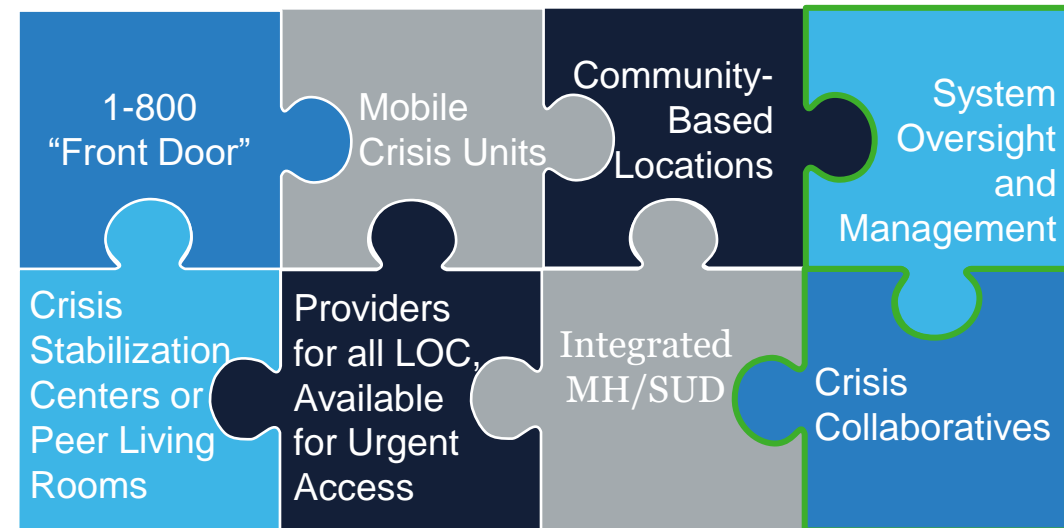 1-800
“Front Door”
Mobile
Crisis Units
Community-
Based
Locations
System
Oversight
and
Management
Crisis
Stabilization
Centers or
Peer Living
Rooms
Providers
for all LOC,
Available
for Urgent
Access
Integrated
MH/SUD
Crisis
Collaboratives